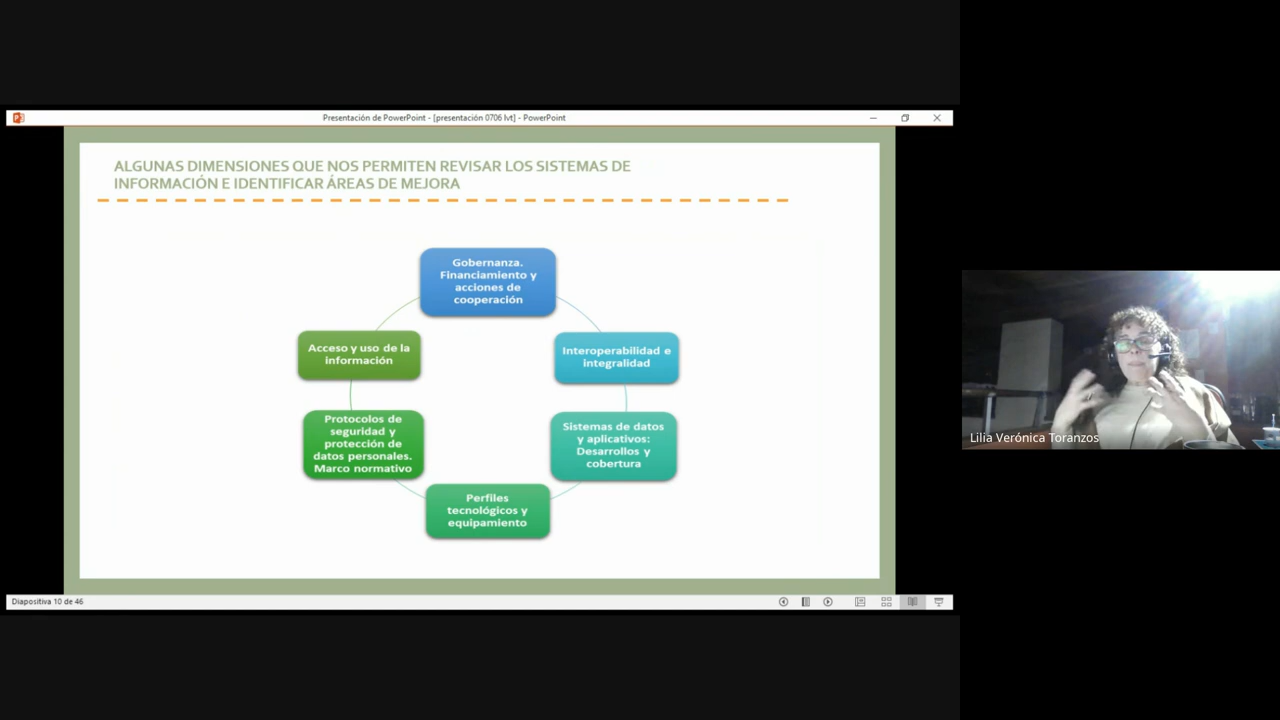 Presentación de PowerPoint - [presentación 0706 lvt] - PowerPoint
ALGUNAS DIMENSIONES QUE NOS PERMITEN REVISAR LOS SISTEMAS DE
INFORMACIÓN E IDENTIFICAR ÁREAS DE MEJORA
Gobernanza.
Financiamiento y
acciones de
cooperación
Interoperabilidad e
integralidad
Sistemas de datos
y aplicativos:
Desarrollos y
cobertura
Perfiles
tecnológicos y
equipamiento
Protocolos de
seguridad y
protección de
datos personales.
Marco normativo
Acceso y uso de la
información
Diapositiva 10 de 46
Lilia Verónica Toranzos